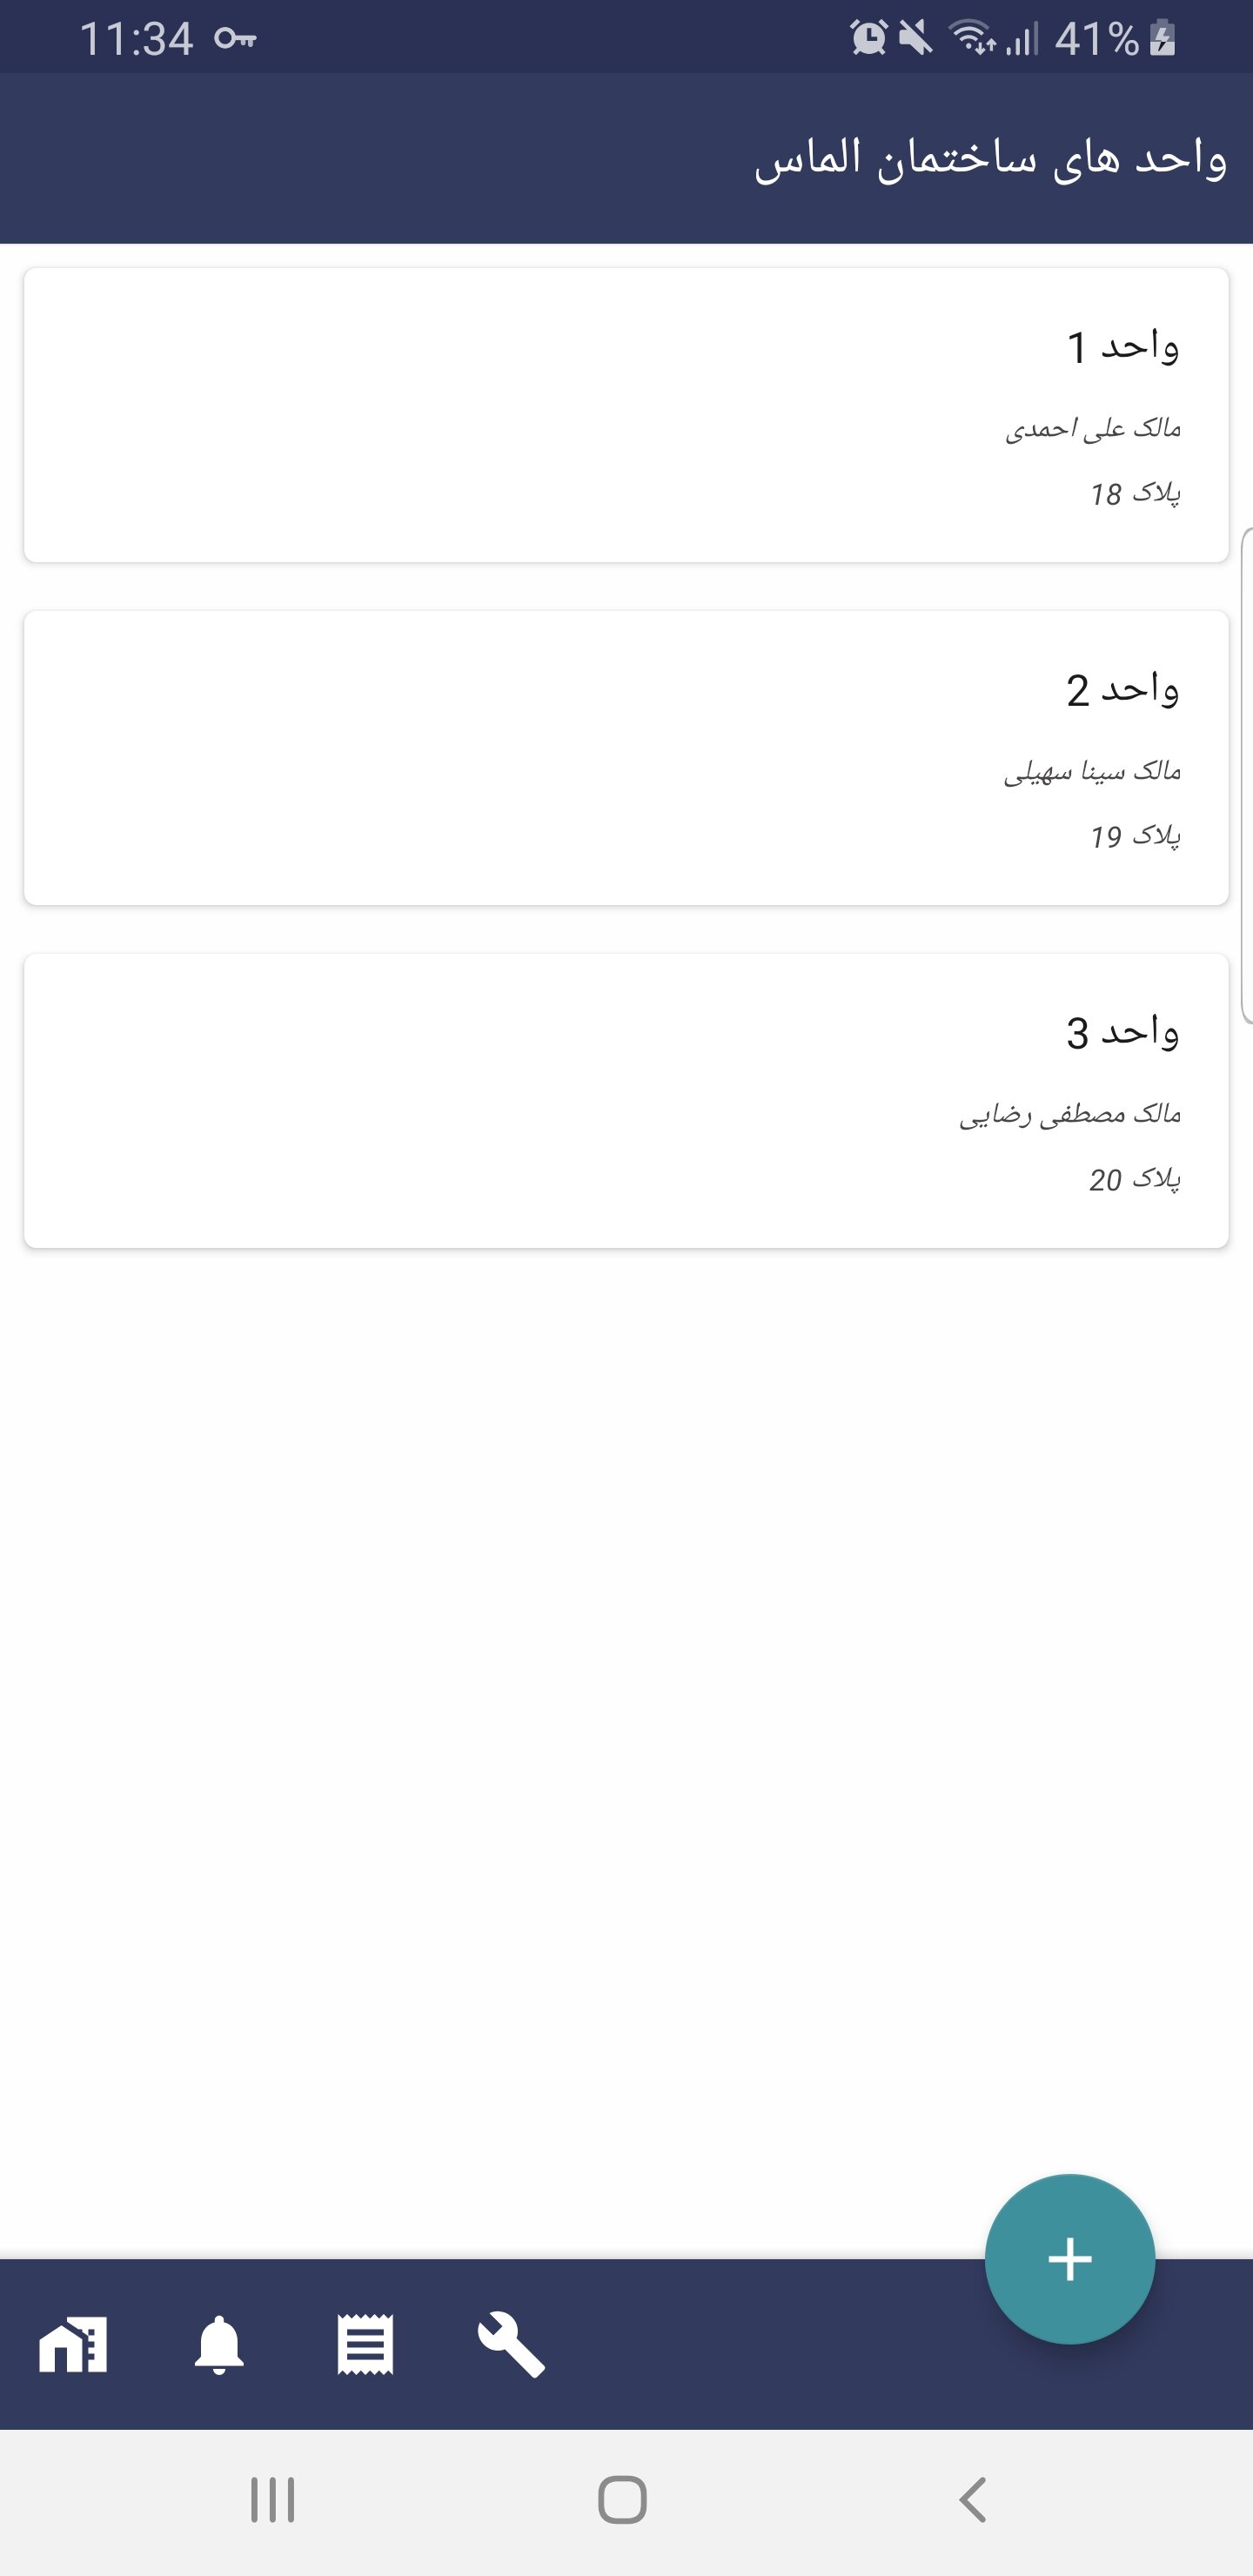 11:34
41%
واحد های ساختمان الماس
واحد 1
مالک علی احمدی
پلاک 18
واحد 2
مالک سینا سهیلی
پلاک 19
واحد 3
مالک مصطفی رضایی
پلاک 20